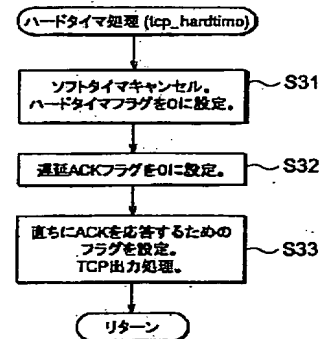 ハードタイマ処理 (tcp_hardtimo)
ソフトタイマキャンセル。
ハードタイマフラグを0に設定。
S31
遅延ACKフラグを0に設定。
S32
直ちにACKを応答するための
フラグを設定。
TCP出力処理。
S33
リターン